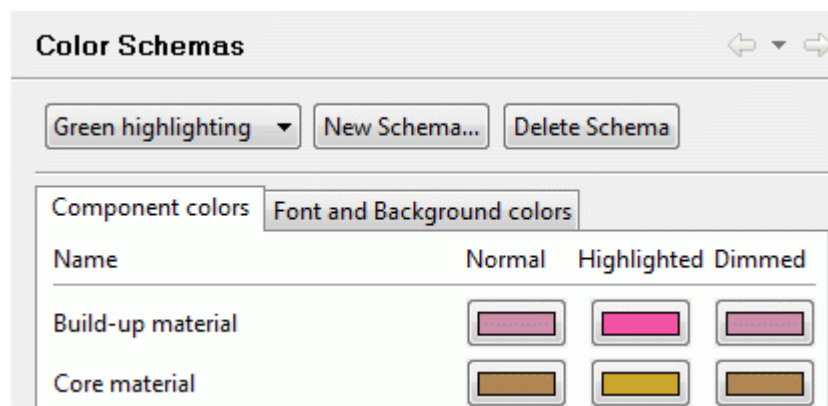 Color Schemas
Green highlighting New Schema... Delete Schema
Component colors Font and Background colors
Name Normal Highlighted Dimmed
Build-up material
Core material